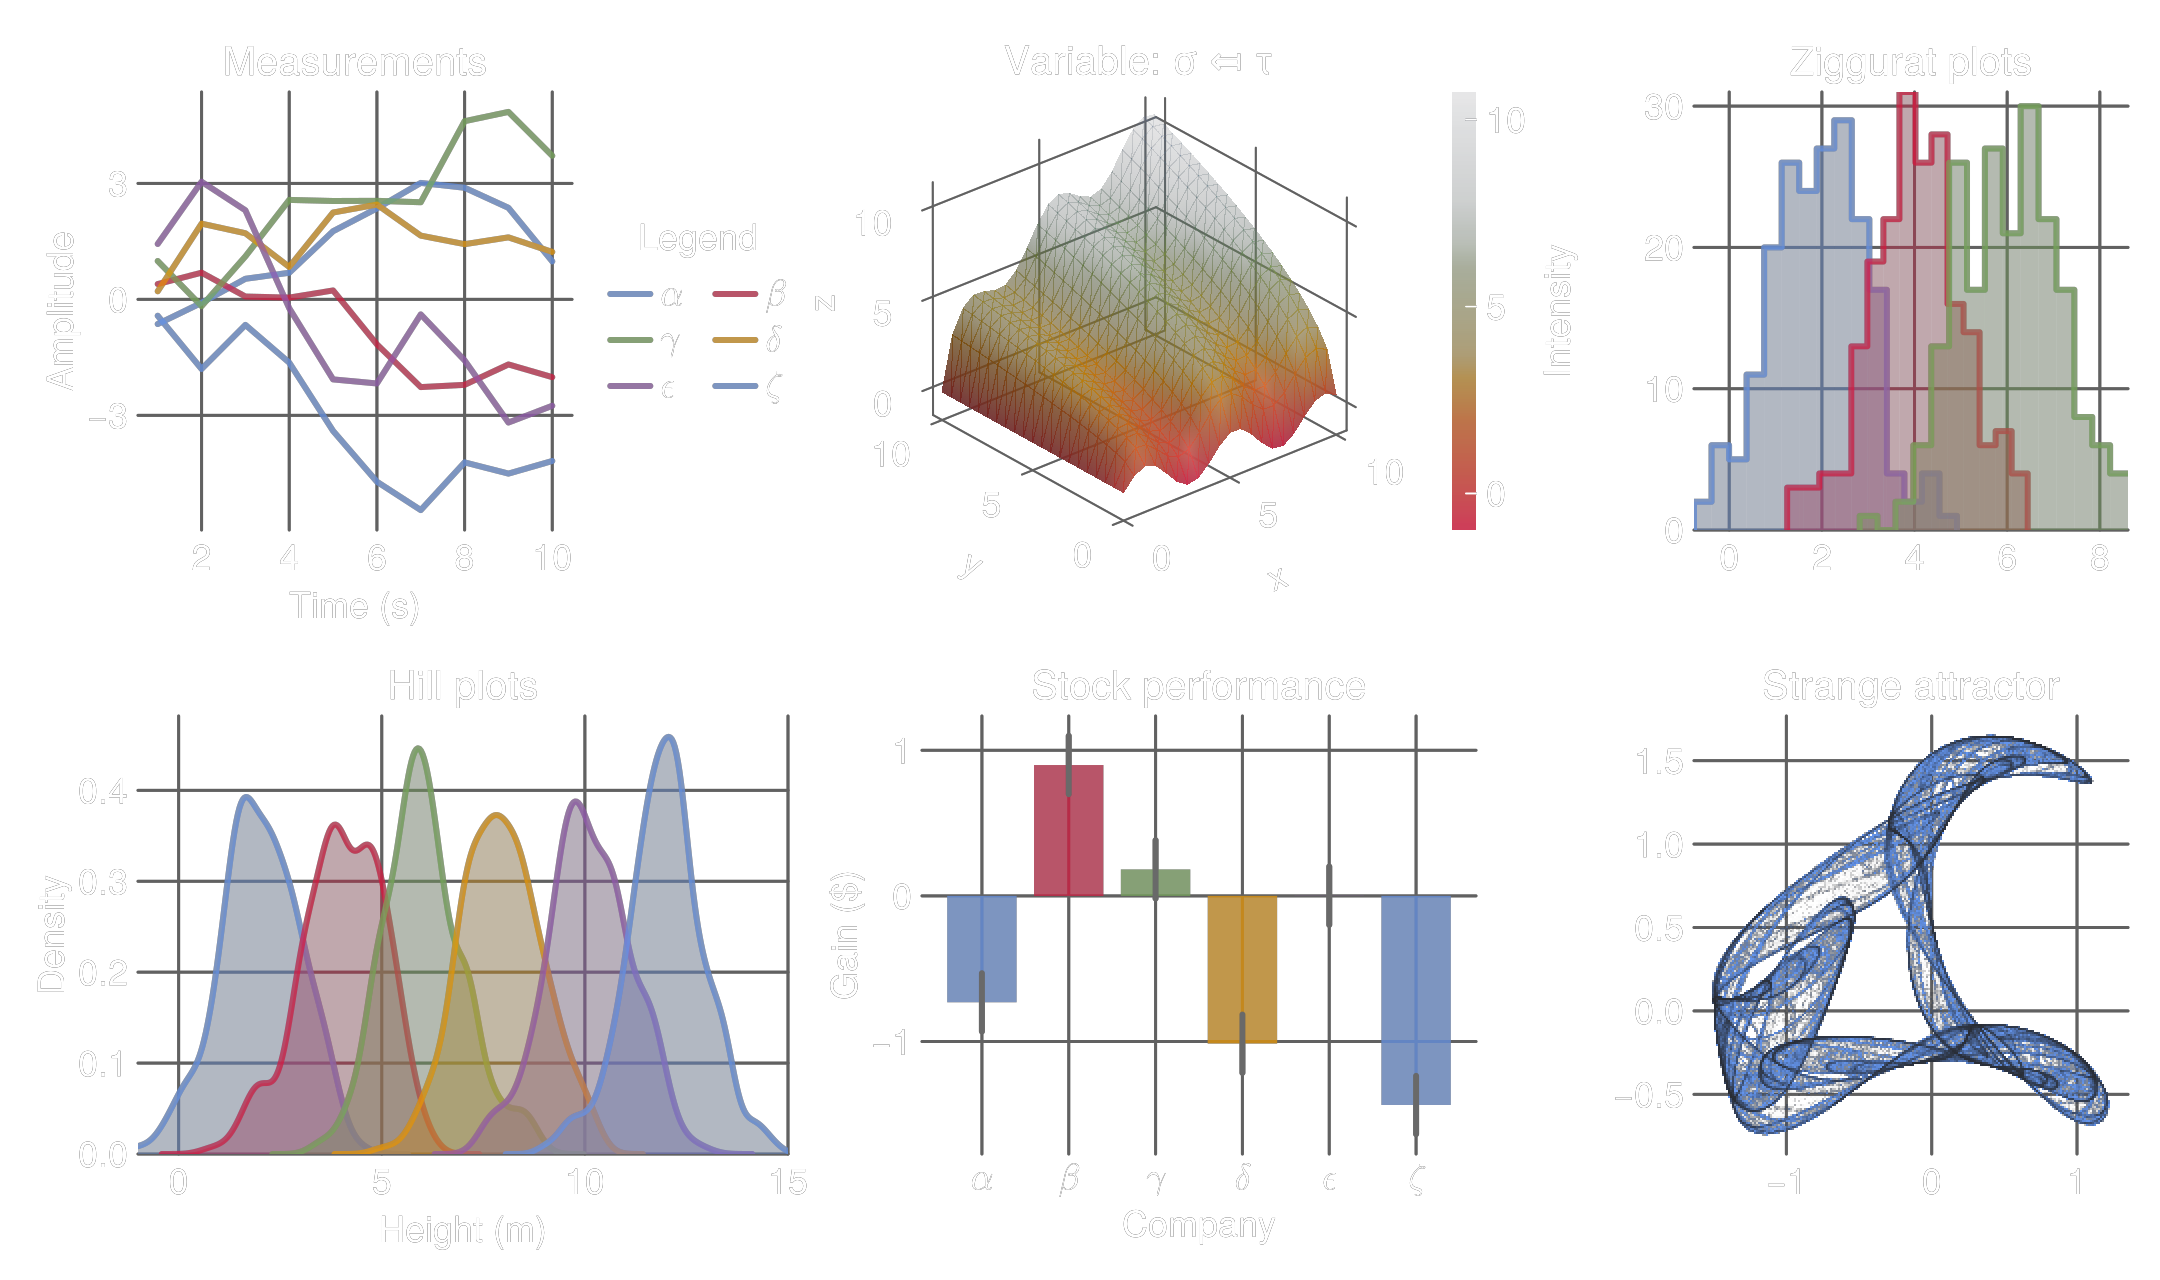 Measurements
Amplitude
3
0
−3
2 4 6 8 10
Time (s)
Legend
α β
γ δ
ϵ ζ
Variable: σ ⇤ τ
z
10
5
0
10
5
0
y
0
5
10
x
10
5
0
Ziggurat plots
Intensity
30
20
10
0
0 2 4 6 8
Hill plots
Density
0.4
0.3
0.2
0.1
0.0
0 5 10 15
Height (m)
Stock performance
Gain ($)
1
0
−1
α β γ δ ϵ ζ
Company
Strange attractor
1.5
1.0
0.5
0.0
−0.5
−1 0 1